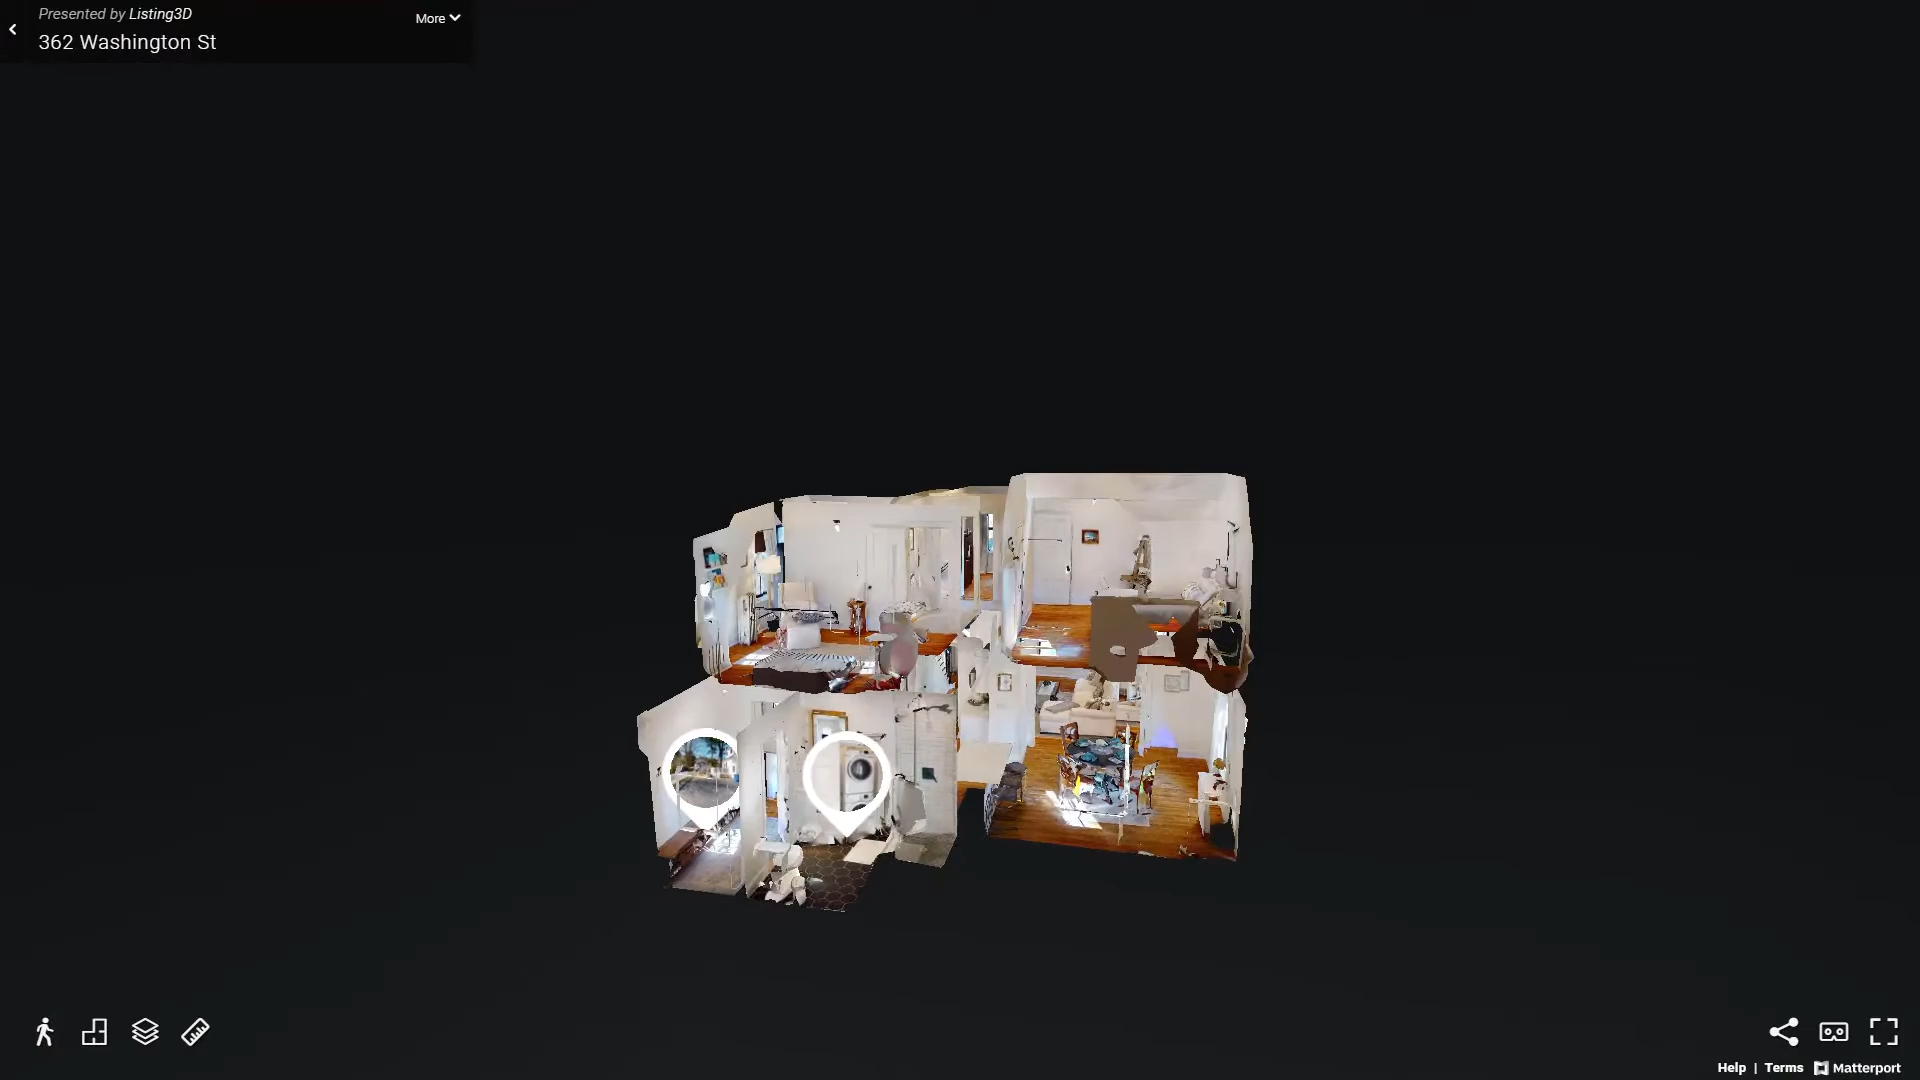 Presented by Listing3D
More
362 Washington St
Help | Terms Matterport